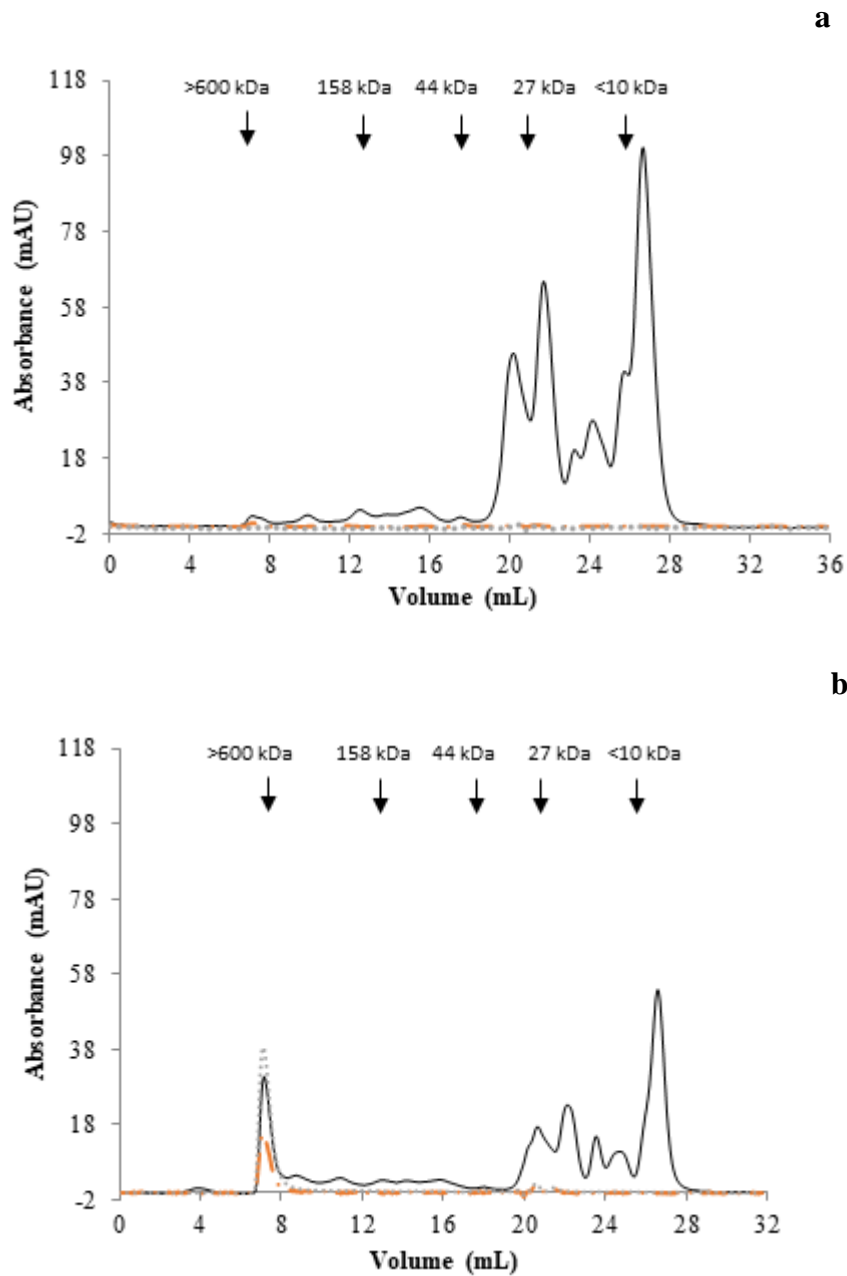 a
>600 kDa 158 kDa 44 kDa 27 kDa <10 kDa
118
98
78
58
38
18
-2
Absorbance (mAU)
0 4 8 12 16 20 24 28 32 36
Volume (mL)
b
>600 kDa 158 kDa 44 kDa 27 kDa <10 kDa
118
98
78
58
38
18
-2
Absorbance (mAU)
0 4 8 12 16 20 24 28 32
Volume (mL)